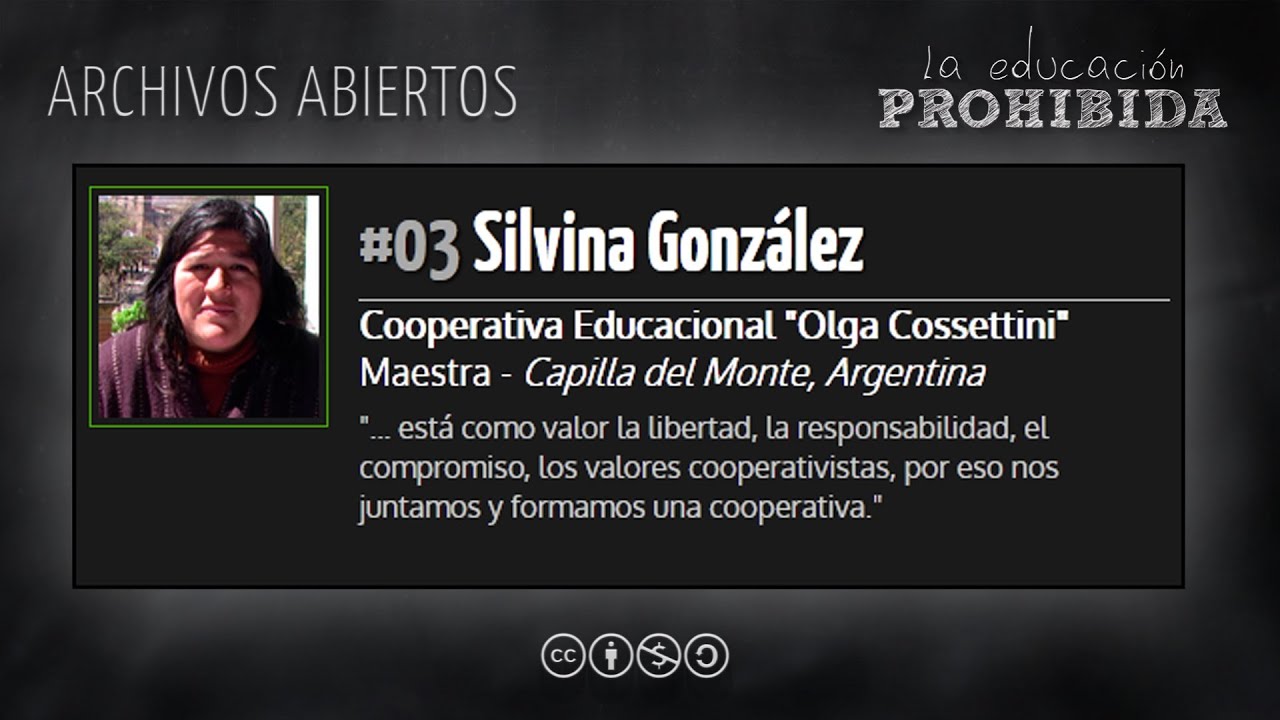 ARCHIVOS ABIERTOS
la educación
PROHIBIDA
#03 Silvina González
Cooperativa Educacional "Olga Cossettini"
Maestra - Capilla del Monte, Argentina
"... está como valor la libertad, la responsabilidad, el
compromiso, los valores cooperativistas, por eso nos
juntamos y formamos una cooperativa."
cc